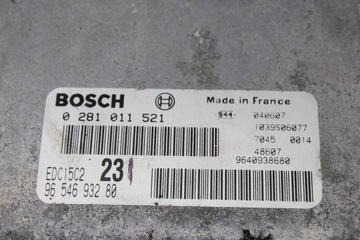 BOSCH
Made in France
0 281 011 521
944
040607
1039S06077
7045 0014
48607
9640938680
EDC15C2
23
96 546 932 80